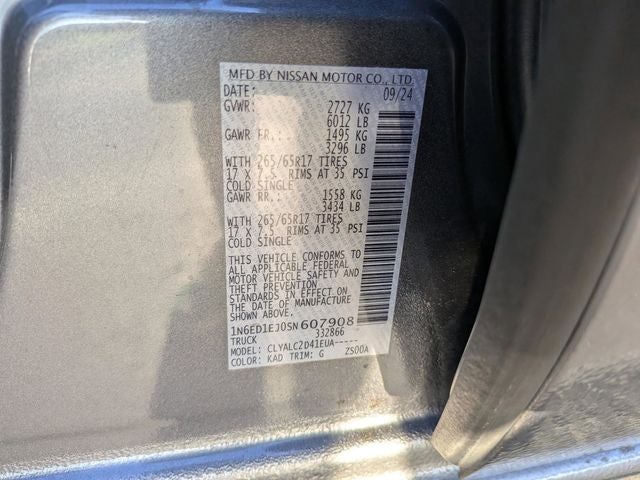 MFD BY NISSAN MOTOR CO., LTD.
DATE: 09/24
GVWR: 2727 KG
6012 LB
GAWR FR.: 1495 KG
3296 LB
WITH 265/65R17 TIRES
17 X 7.5 RIMS AT 35 PSI
COLD SINGLE
GAWR RR.: 1558 KG
3434 LB
WITH 265/65R17 TIRES
17 X 7.5 RIMS AT 35 PSI
COLD SINGLE
THIS VEHICLE CONFORMS TO
ALL APPLICABLE FEDERAL
MOTOR VEHICLE SAFETY AND
THEFT PREVENTION
STANDARDS IN EFFECT ON
THE DATE OF MANUFACTURE
SHOWN ABOVE.
1N6ED1EJ0SN607908
TRUCK 332866
MODEL: CLYALC2D41EUA-----
COLOR: KAD TRIM: G ZS00A